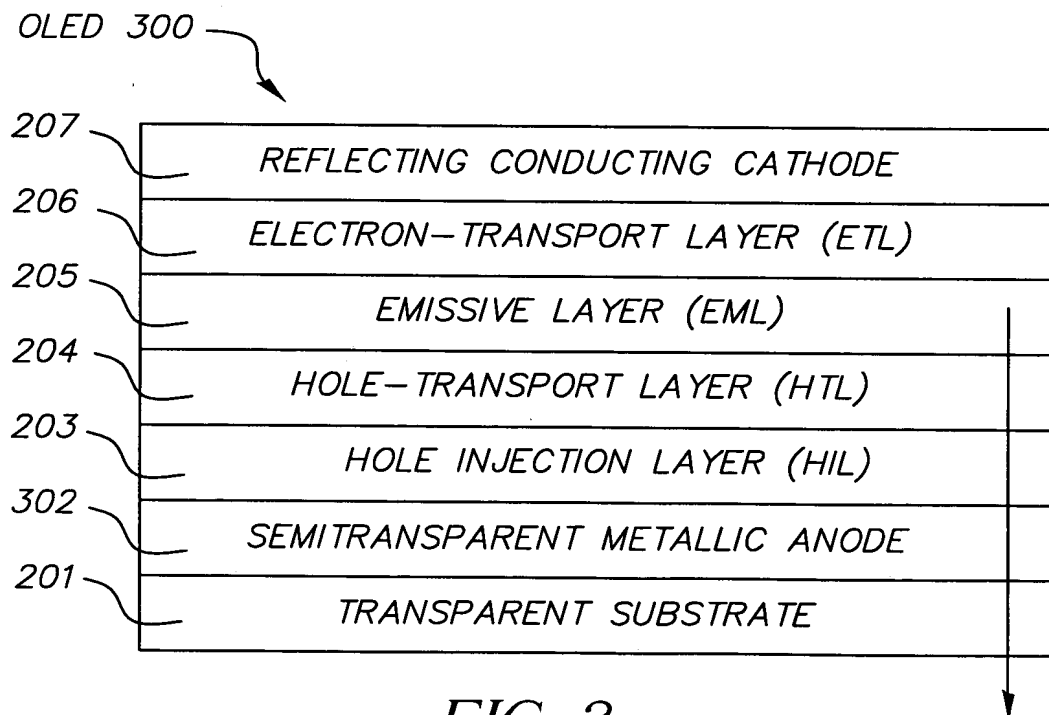 OLED 300
207
REFLECTING CONDUCTING CATHODE
206
ELECTRON-TRANSPORT LAYER (ETL)
205
EMISSIVE LAYER (EML)
204
HOLE-TRANSPORT LAYER (HTL)
203
HOLE INJECTION LAYER (HIL)
302
SEMITRANSPARENT METALLIC ANODE
201
TRANSPARENT SUBSTRATE